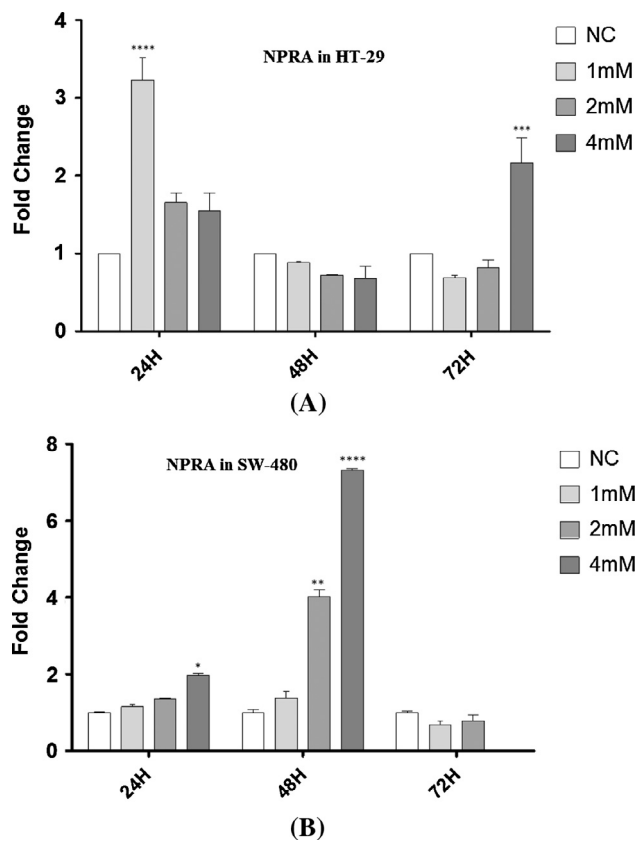 4
3
2
1
0
Fold Change
****
NPRA in HT-29
***
NC
1mM
2mM
4mM
24H
48H
72H
(A)
8
6
4
2
0
Fold Change
NPRA in SW-480
****
**
*
NC
1mM
2mM
4mM
24H
48H
72H
(B)